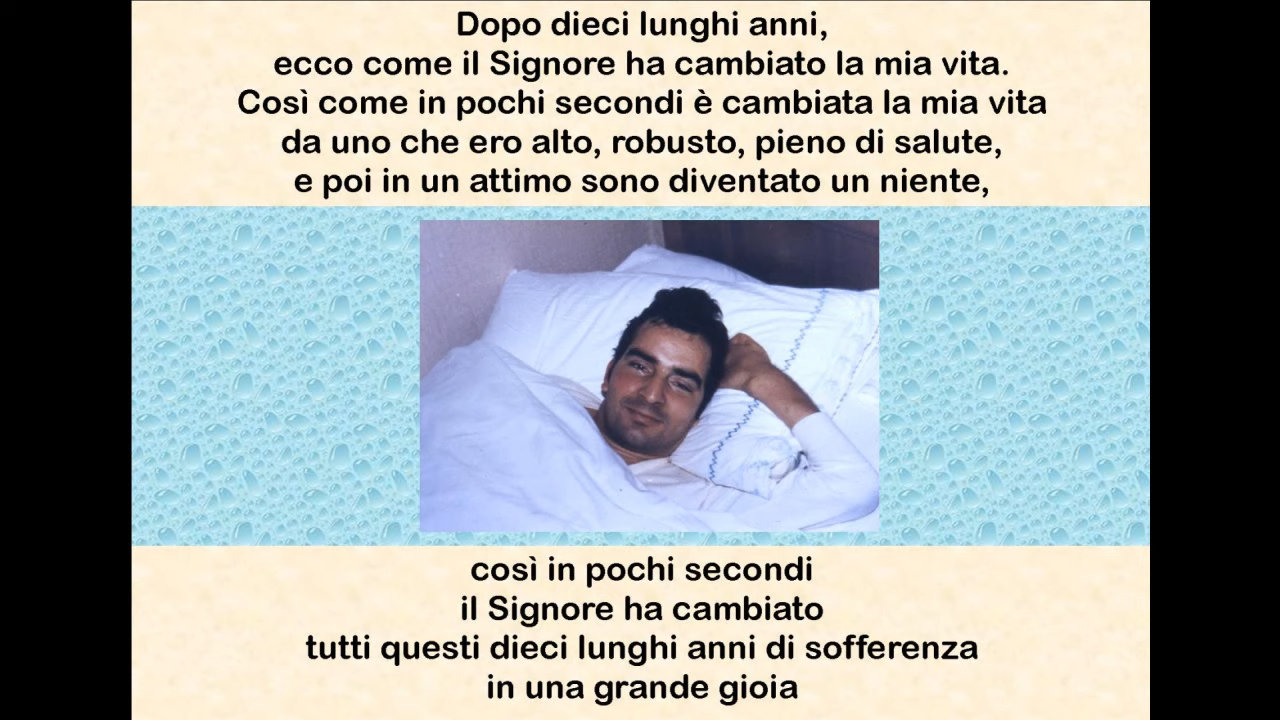 Dopo dieci lunghi anni,
ecco come il Signore ha cambiato la mia vita.
Così come in pochi secondi è cambiata la mia vita
da uno che ero alto, robusto, pieno di salute,
e poi in un attimo sono diventato un niente,
così in pochi secondi
il Signore ha cambiato
tutti questi dieci lunghi anni di sofferenza
in una grande gioia